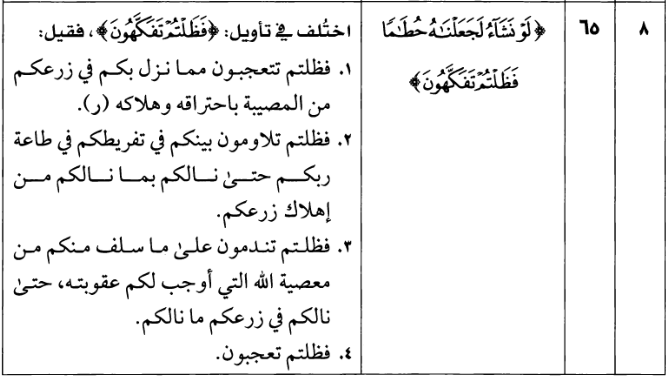 ٨
٦٥
﴿لَوْ نَشَآءُ لَجَعَلْنَـٰهُ حُطَـٰمًا
فَظَلْتُمْ تَفَكَّهُونَ﴾
اختُلف في تأويل: ﴿فَظَلْتُمْ تَفَكَّهُونَ﴾، فقيل:
١. فظلتم تتعجبون مما نزل بكم في زرعكم
من المصيبة باحتراقه وهلاكه (ر).
٢. فظلتم تلاومون بينكم في تفريطكم في طاعة
ربكم حتىٰ نالكم بما نالكم من
إهلاك زرعكم.
٣. فظلتم تندمون علىٰ ما سلف منكم من
معصية الله التي أوجب لكم عقوبته، حتىٰ
نالكم في زرعكم ما نالكم.
٤. فظلتم تعجبون.